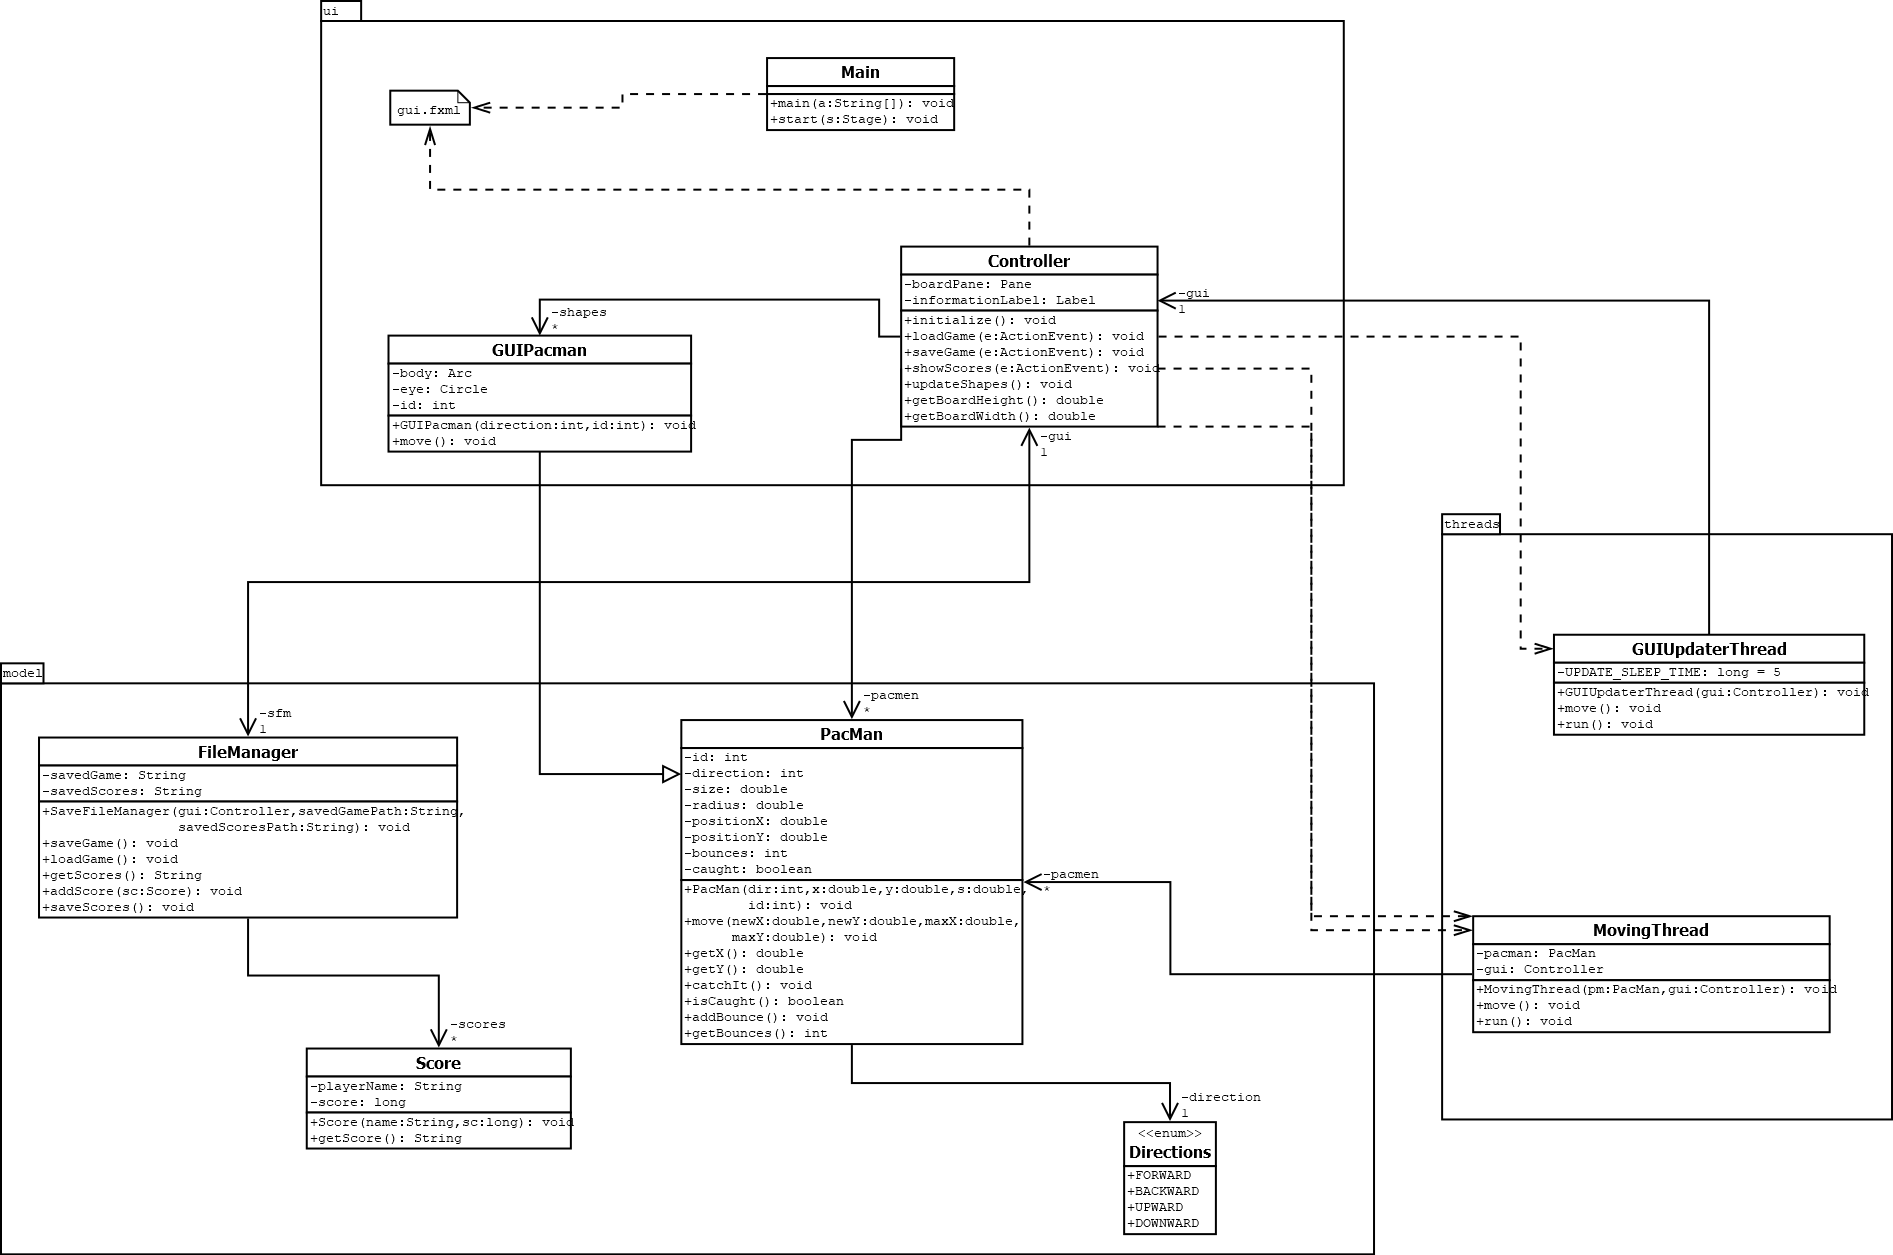 ui
Main
+main(a:String[]): void
+start(s:Stage): void
gui.fxml
Controller
-boardPane: Pane
-informationLabel: Label
+initialize(): void
+loadGame(e:ActionEvent): void
+saveGame(e:ActionEvent): void
+showScores(e:ActionEvent): void
+updateShapes(): void
+getBoardHeight(): double
+getBoardWidth(): double
-gui
1
-shapes
*
GUIPacman
-body: Arc
-eye: Circle
-id: int
+GUIPacman(direction:int,id:int): void
+move(): void
-gui
1
threads
GUIUpdaterThread
-UPDATE_SLEEP_TIME: long = 5
+GUIUpdaterThread(gui:Controller): void
+move(): void
+run(): void
model
-sfm
1
FileManager
-savedGame: String
-savedScores: String
+SaveFileManager(gui:Controller,savedGamePath:String,
savedScoresPath:String): void
+saveGame(): void
+loadGame(): void
+getScores(): String
+addScore(sc:Score): void
+saveScores(): void
-pacmen
*
PacMan
-id: int
-direction: int
-size: double
-radius: double
-positionX: double
-positionY: double
-bounces: int
-caught: boolean
+PacMan(dir:int,x:double,y:double,s:double,
id:int): void
+move(newX:double,newY:double,maxX:double,
maxY:double): void
+getX(): double
+getY(): double
+catchIt(): void
+isCaught(): boolean
+addBounce(): void
+getBounces(): int
-pacmen
*
MovingThread
-pacman: PacMan
-gui: Controller
+MovingThread(pm:PacMan,gui:Controller): void
+move(): void
+run(): void
-scores
*
Score
-playerName: String
-score: long
+Score(name:String,sc:long): void
+getScore(): String
-direction
1
<<enum>>
Directions
+FORWARD
+BACKWARD
+UPWARD
+DOWNWARD